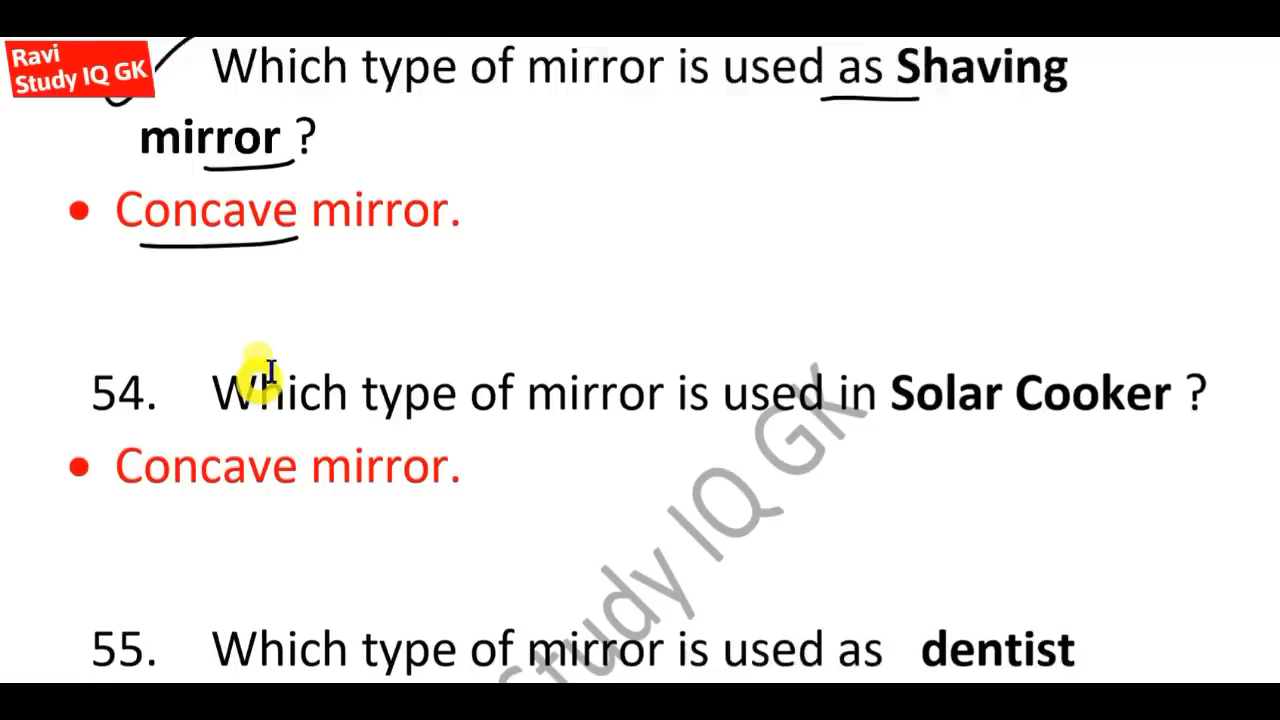 Ravi
Study IQ GK
Which type of mirror is used as Shaving
mirror ?
• Concave mirror.
54. Which type of mirror is used in Solar Cooker ?
• Concave mirror.
Study IQ GK
55. Which type of mirror is used as dentist